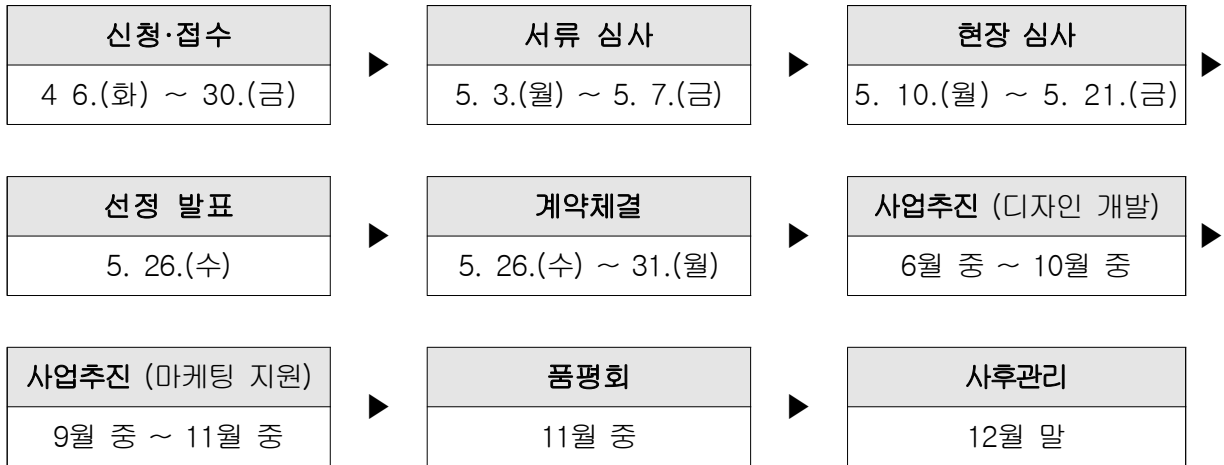 신청·접수
4 6.(화) ~ 30.(금)
▶
서류 심사
5. 3.(월) ~ 5. 7.(금)
▶
현장 심사
5. 10.(월) ~ 5. 21.(금)
▶
선정 발표
5. 26.(수)
▶
계약체결
5. 26.(수) ~ 31.(월)
▶
사업추진 (디자인 개발)
6월 중 ~ 10월 중
▶
사업추진 (마케팅 지원)
9월 중 ~ 11월 중
▶
품평회
11월 중
▶
사후관리
12월 말